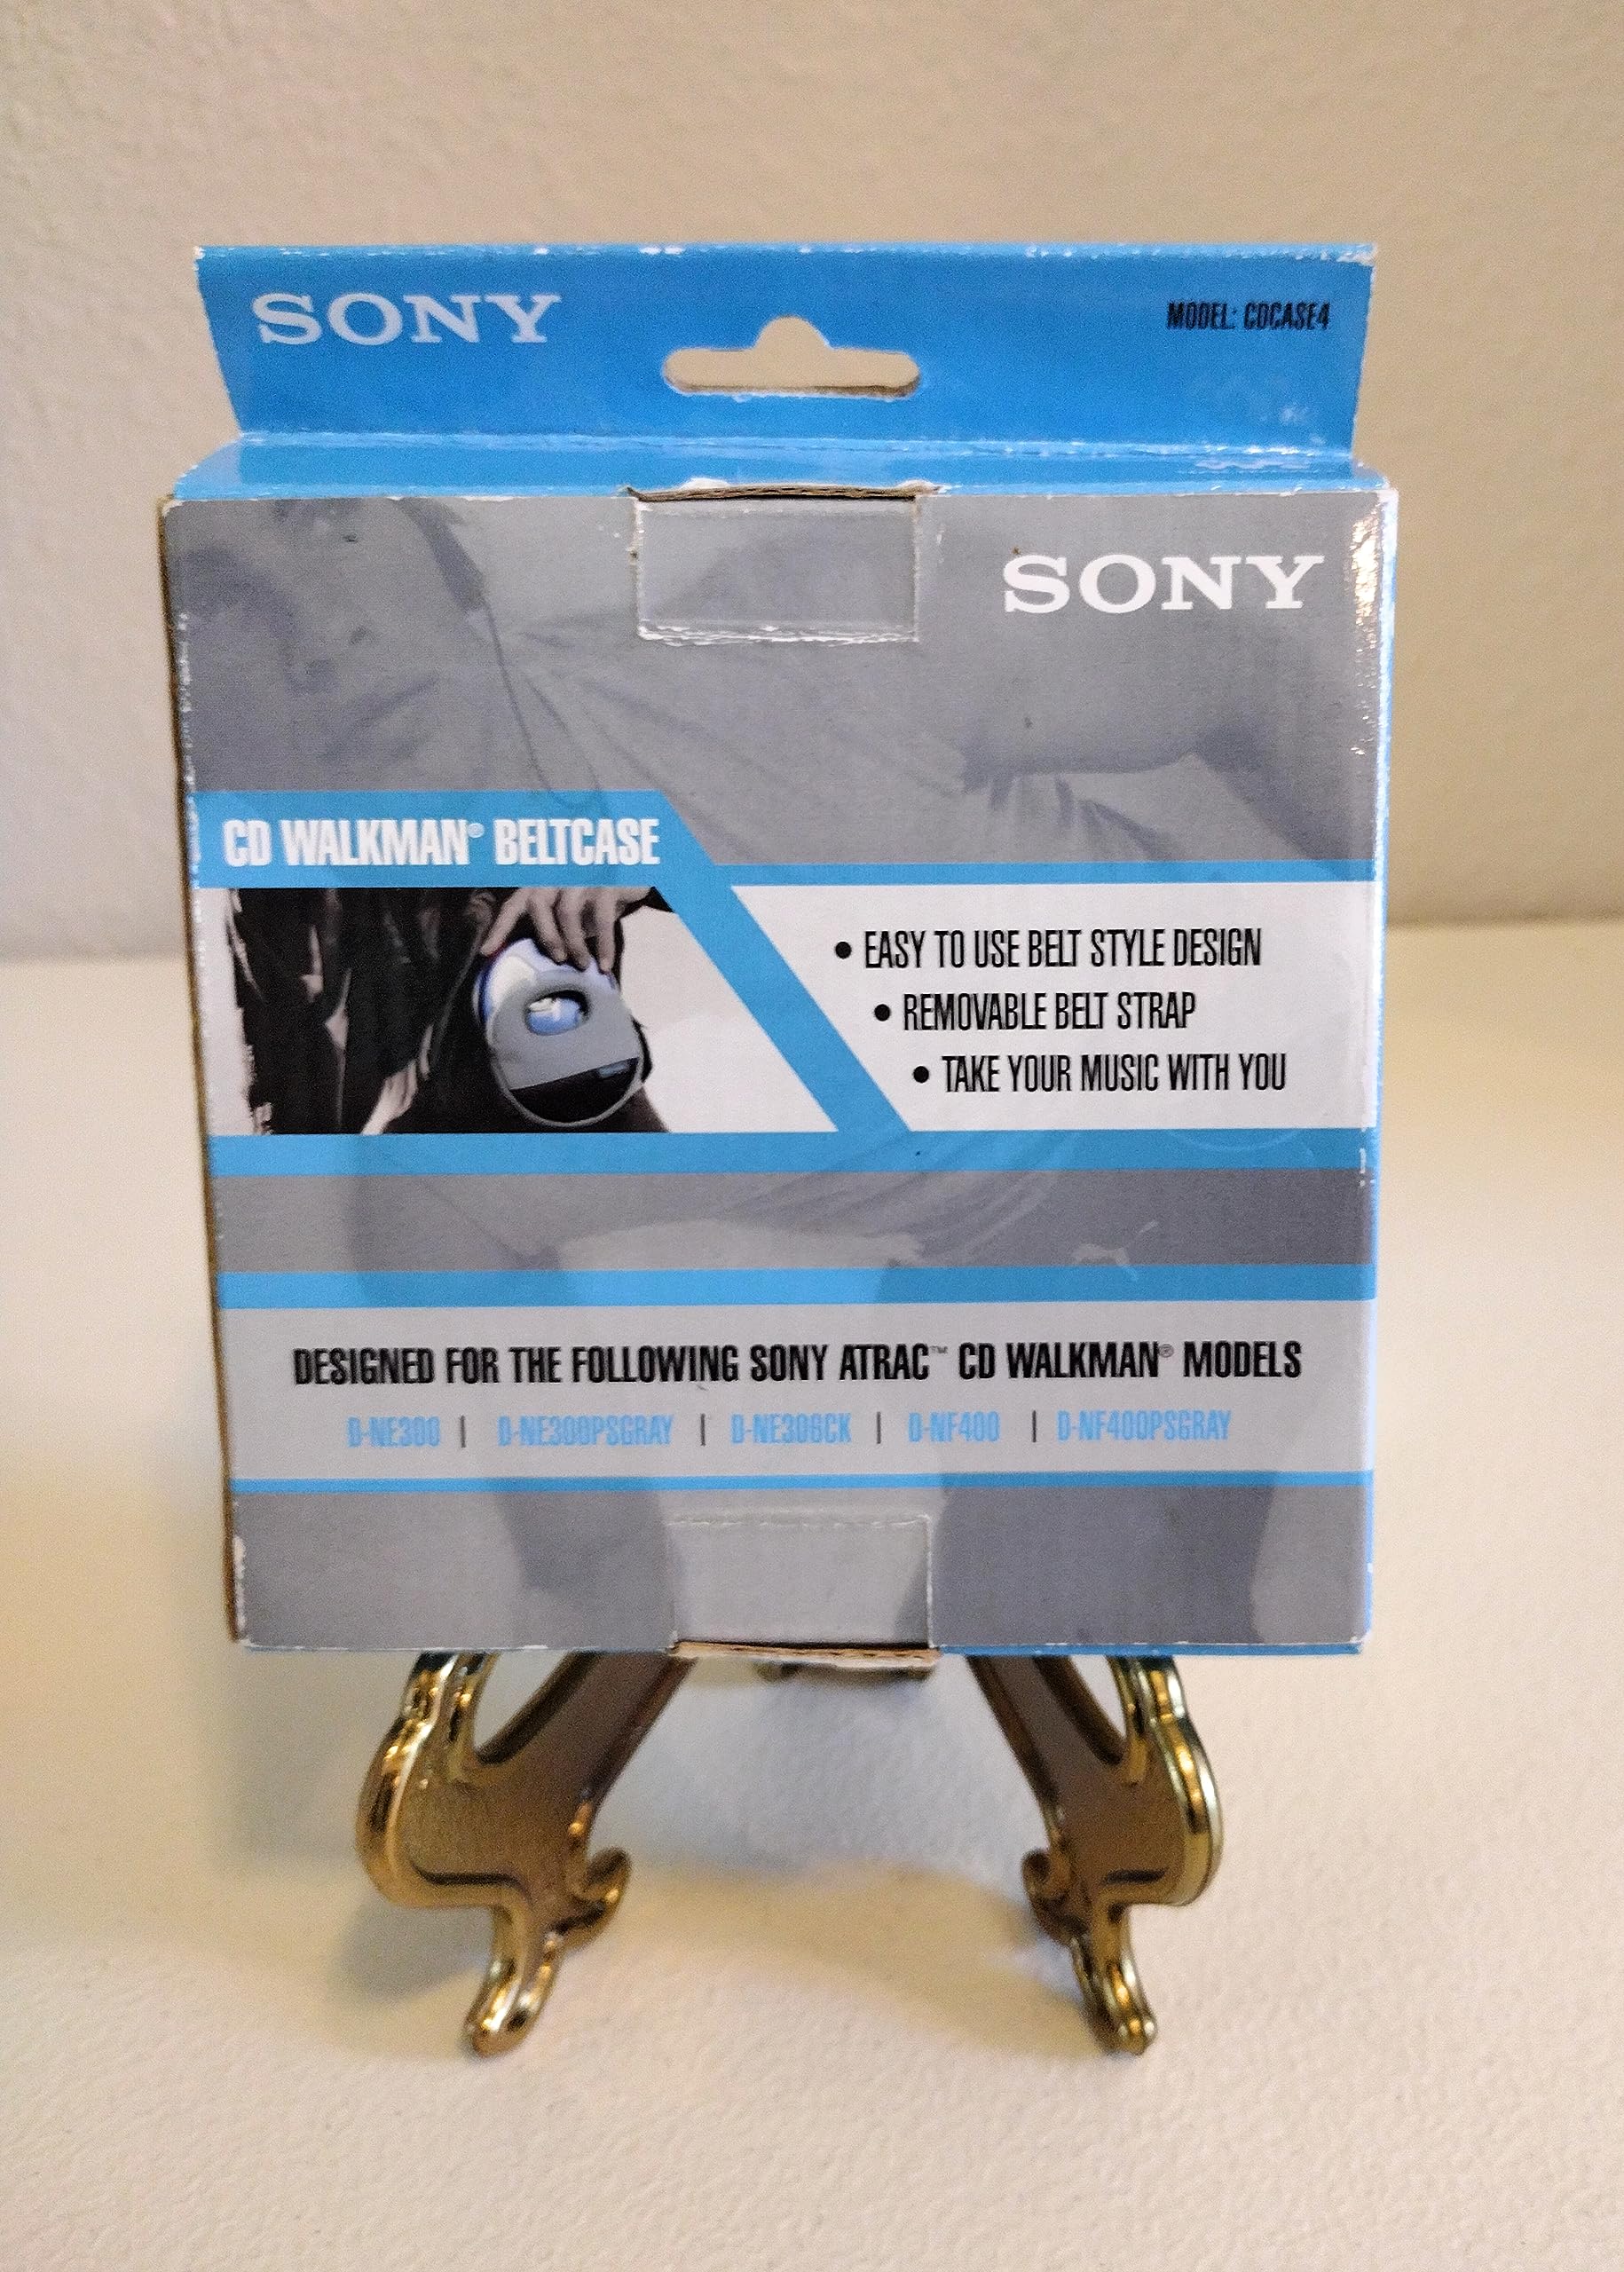 SONY
MODEL: CDCASE4
SONY
CD WALKMAN® BELTCASE
• EASY TO USE BELT STYLE DESIGN
• REMOVABLE BELT STRAP
• TAKE YOUR MUSIC WITH YOU
DESIGNED FOR THE FOLLOWING SONY ATRAC™ CD WALKMAN® MODELS
D-NE300 | D-NE300PSGRAY | D-NE306CK | D-NF400 | D-NF400PSGRAY